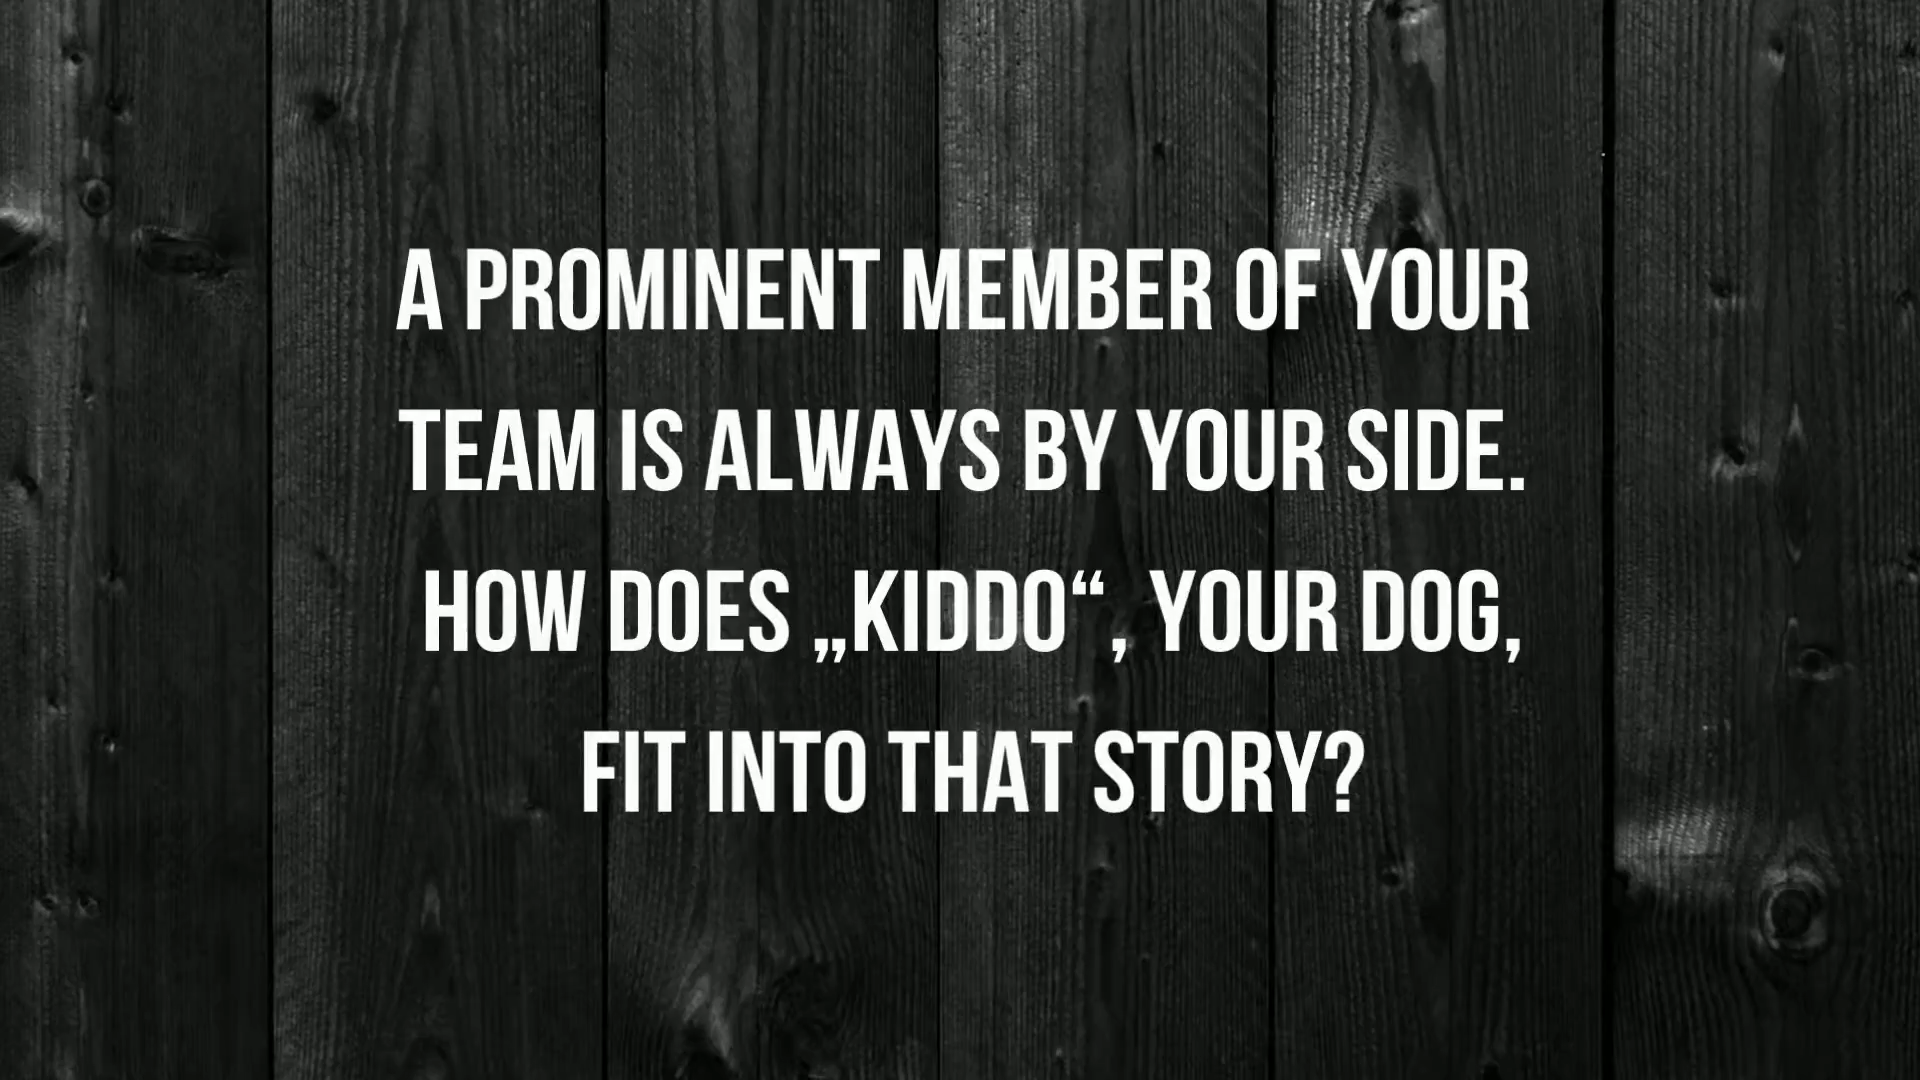 A PROMINENT MEMBER OF YOUR
TEAM IS ALWAYS BY YOUR SIDE.
HOW DOES „KIDDO“, YOUR DOG,
FIT INTO THAT STORY?